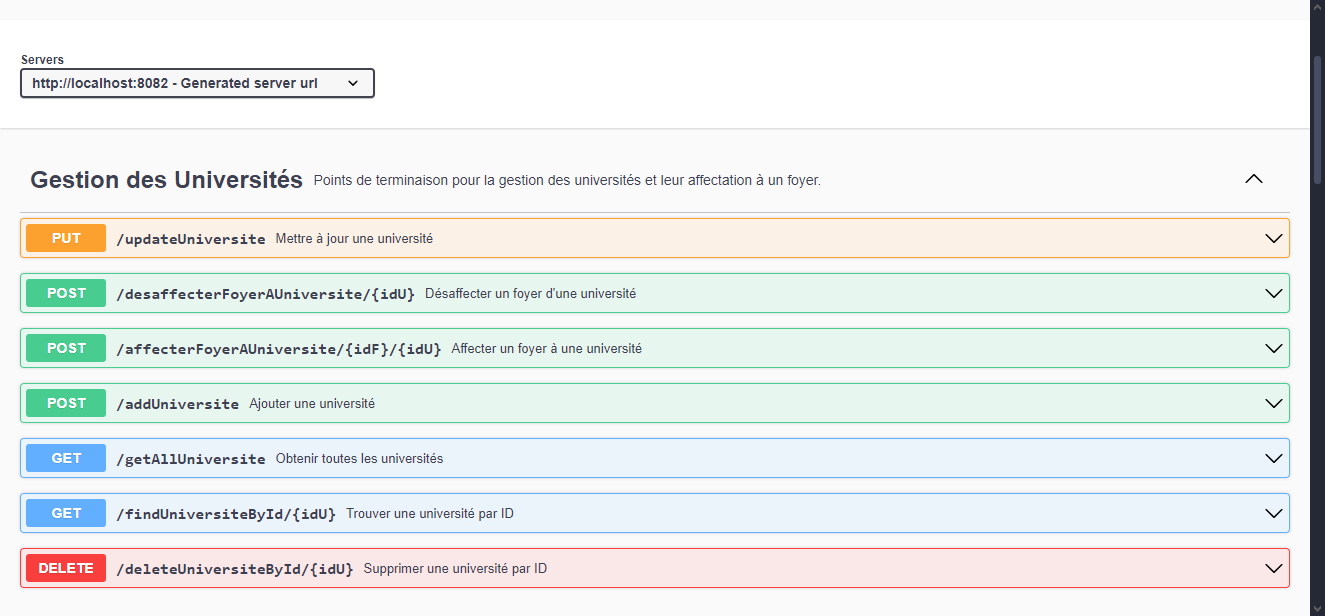 Servers
http://localhost:8082 - Generated server url
Gestion des Universités Points de terminaison pour la gestion des universités et leur affectation à un foyer.
PUT /updateUniversite Mettre à jour une université
POST /desaffecterFoyerAUniversite/{idU} Désaffecter un foyer d'une université
POST /affecterFoyerAUniversite/{idF}/{idU} Affecter un foyer à une université
POST /addUniversite Ajouter une université
GET /getAllUniversite Obtenir toutes les universités
GET /findUniversiteById/{idU} Trouver une université par ID
DELETE /deleteUniversiteById/{idU} Supprimer une université par ID